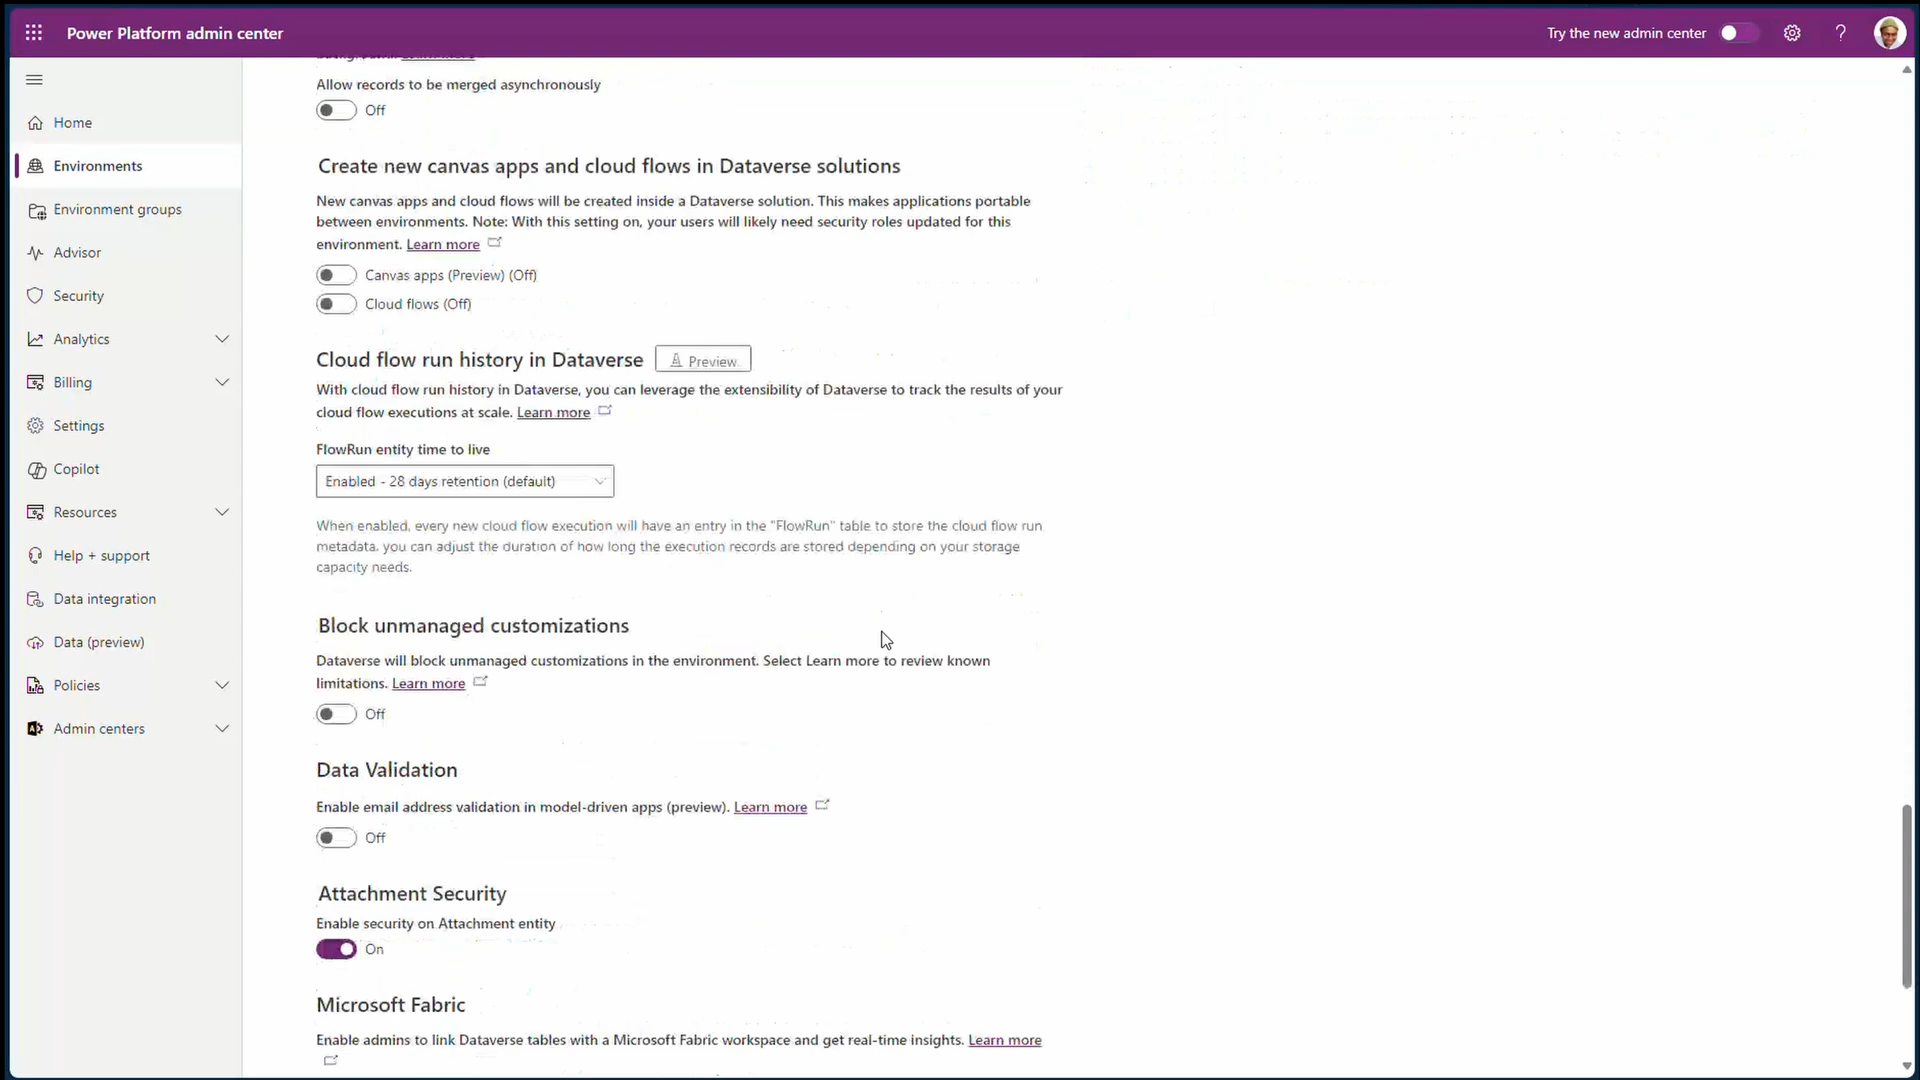 Power Platform admin center
Try the new admin center
Home
Environments
Environment groups
Advisor
Security
Analytics
Billing
Settings
Copilot
Resources
Help + support
Data integration
Data (preview)
Policies
Admin centers
Allow records to be merged asynchronously
Off
Create new canvas apps and cloud flows in Dataverse solutions
New canvas apps and cloud flows will be created inside a Dataverse solution. This makes applications portable
between environments. Note: With this setting on, your users will likely need security roles updated for this
environment. Learn more
Canvas apps (Preview) (Off)
Cloud flows (Off)
Cloud flow run history in Dataverse
Preview
With cloud flow run history in Dataverse, you can leverage the extensibility of Dataverse to track the results of your
cloud flow executions at scale. Learn more
FlowRun entity time to live
Enabled - 28 days retention (default)
When enabled, every new cloud flow execution will have an entry in the "FlowRun" table to store the cloud flow run
metadata, you can adjust the duration of how long the execution records are stored depending on your storage
capacity needs.
Block unmanaged customizations
Dataverse will block unmanaged customizations in the environment. Select Learn more to review known
limitations. Learn more
Off
Data Validation
Enable email address validation in model-driven apps (preview). Learn more
Off
Attachment Security
Enable security on Attachment entity
On
Microsoft Fabric
Enable admins to link Dataverse tables with a Microsoft Fabric workspace and get real-time insights. Learn more